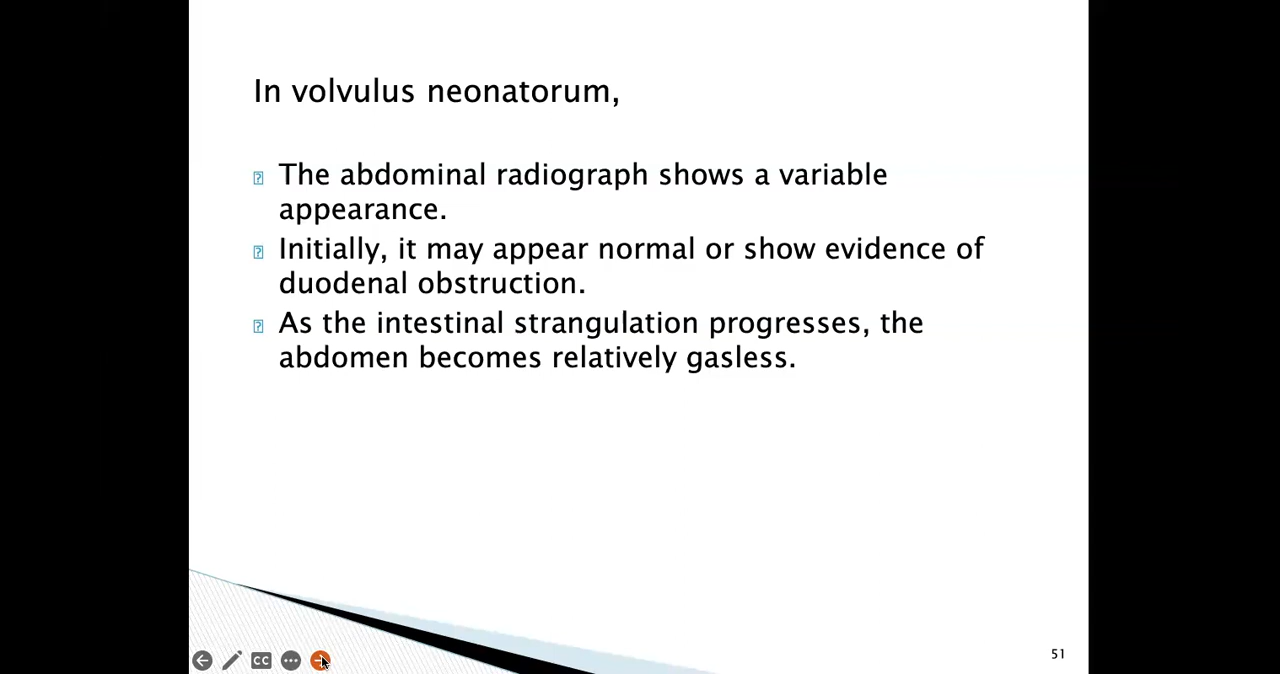 In volvulus neonatorum,
The abdominal radiograph shows a variable
appearance.
Initially, it may appear normal or show evidence of
duodenal obstruction.
As the intestinal strangulation progresses, the
abdomen becomes relatively gasless.
CC
51